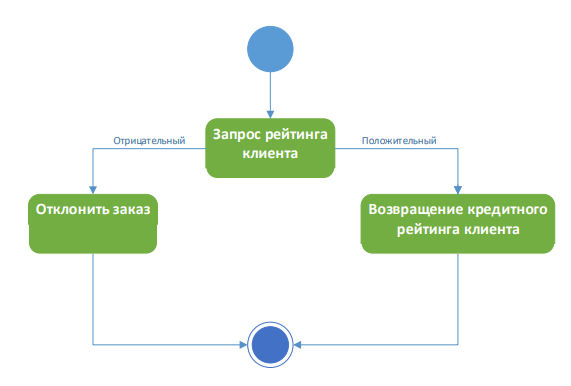 Запрос рейтинга
клиента
Отрицательный
Положительный
Отклонить заказ
Возвращение кредитного
рейтинга клиента